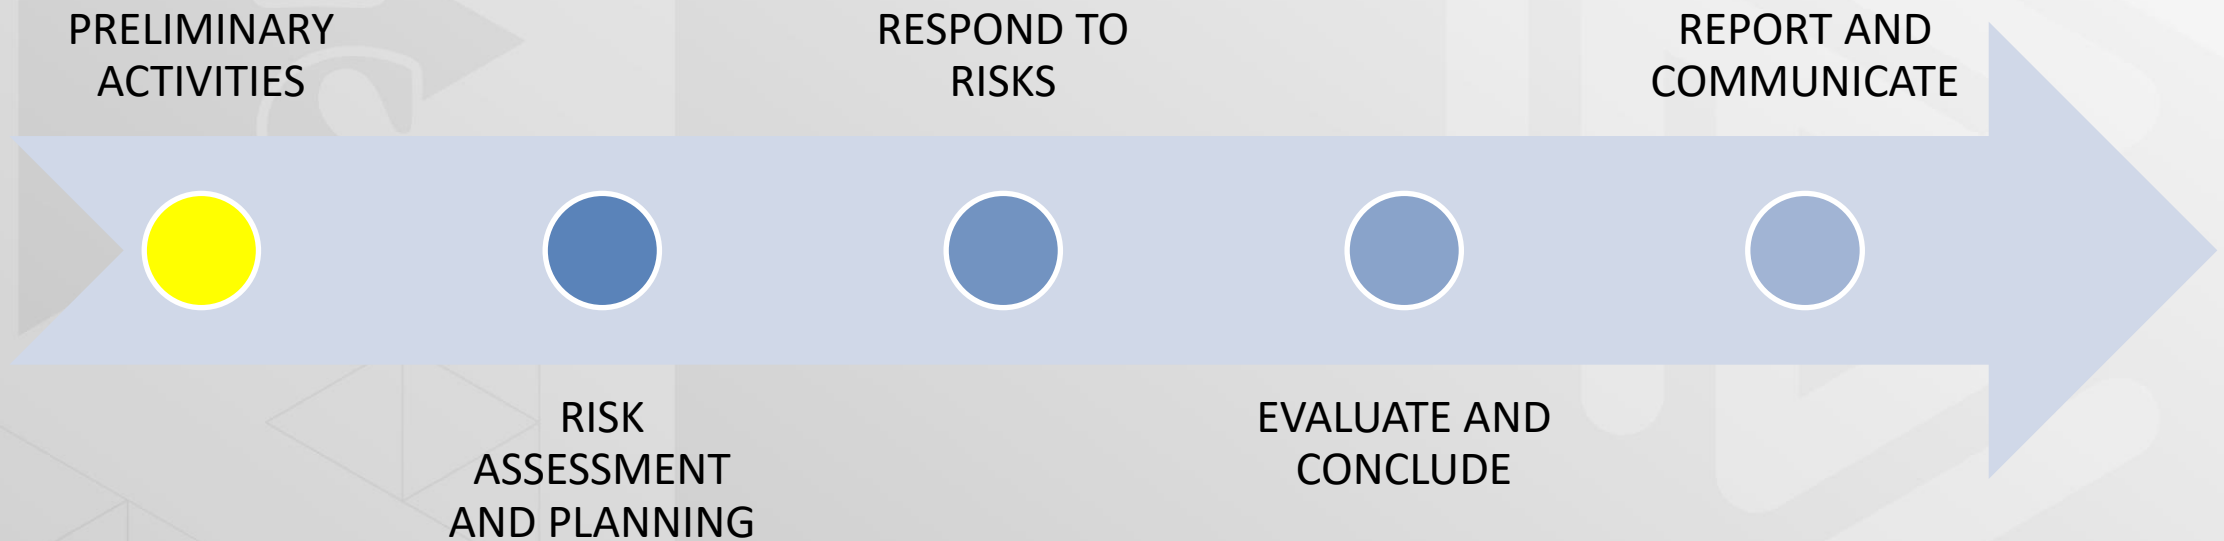 PRELIMINARY
ACTIVITIES
RISK
ASSESSMENT
AND PLANNING
RESPOND TO
RISKS
EVALUATE AND
CONCLUDE
REPORT AND
COMMUNICATE